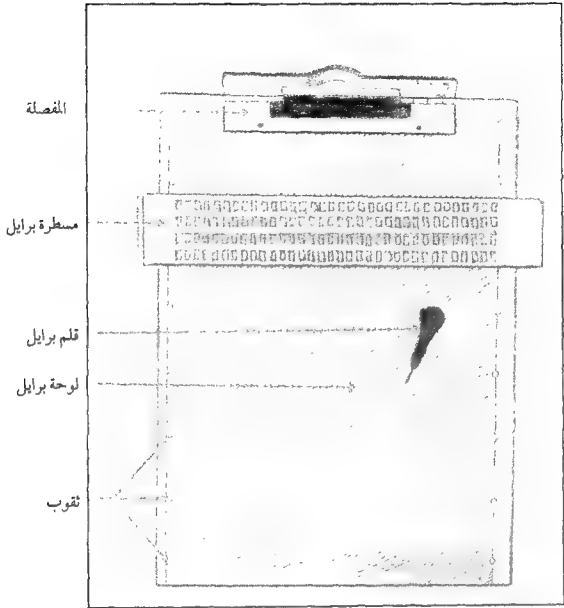 المفصلة
مسطرة برايل
قلم برايل
لوحة برايل
ثقوب